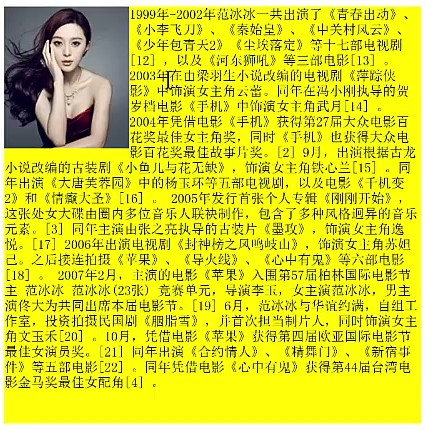 1999年-2002年范冰冰一共出演了《青春出动》、
《小李飞刀》、《秦始皇》、《中关村风云》、
《少年包青天2》《尘埃落定》等十七部电视剧
[12] ，以及《河东狮吼》等三部电影[13] 。
2003年在由梁羽生小说改编的电视剧《萍踪侠
影》中饰演女主角云蕾。同年在冯小刚执导的贺
岁档电影《手机》中饰演女主角武月[14] 。
2004年凭借电影《手机》获得第27届大众电影百
花奖最佳女主角奖，同时《手机》也获得大众电
影百花奖最佳故事片奖。[2] 9月，出演根据古龙
小说改编的古装剧《小鱼儿与花无缺》，饰演女主角铁心兰[15] 。同
年出演《大唐芙蓉园》中的杨玉环等五部电视剧，以及电影《千机变
2》和《情癫大圣》[16] 。 2005年发行首张个人专辑《刚刚开始》，
这张处女大碟由圈内多位音乐人联袂制作，包含了多种风格迥异的音乐
元素。[3] 同年主演由张之亮执导的古装片《墨攻》，饰演女主角逸
悦。[17] 2006年出演电视剧《封神榜之凤鸣岐山》，饰演女主角苏妲
己。之后接连拍摄《苹果》、《导火线》、《心中有鬼》等六部电影
[18] 。 2007年2月，主演的电影《苹果》入围第57届柏林国际电影节
主 范冰冰 范冰冰(23张) 竞赛单元，导演李玉，女主演范冰冰，男主
演佟大为共同出席本届电影节。[19] 6月，范冰冰与华谊约满，自组工
作室，投资拍摄民国剧《胭脂雪》，并首次担当制片人，同时饰演女主
角文玉禾[20] 。10月，凭借电影《苹果》获得第四届欧亚国际电影节
最佳女演员奖。[21] 同年出演《合约情人》、《精舞门》、《新宿事
件》等五部电影[22] 。同年凭借电影《心中有鬼》获得第44届台湾电
影金马奖最佳女配角[4] 。